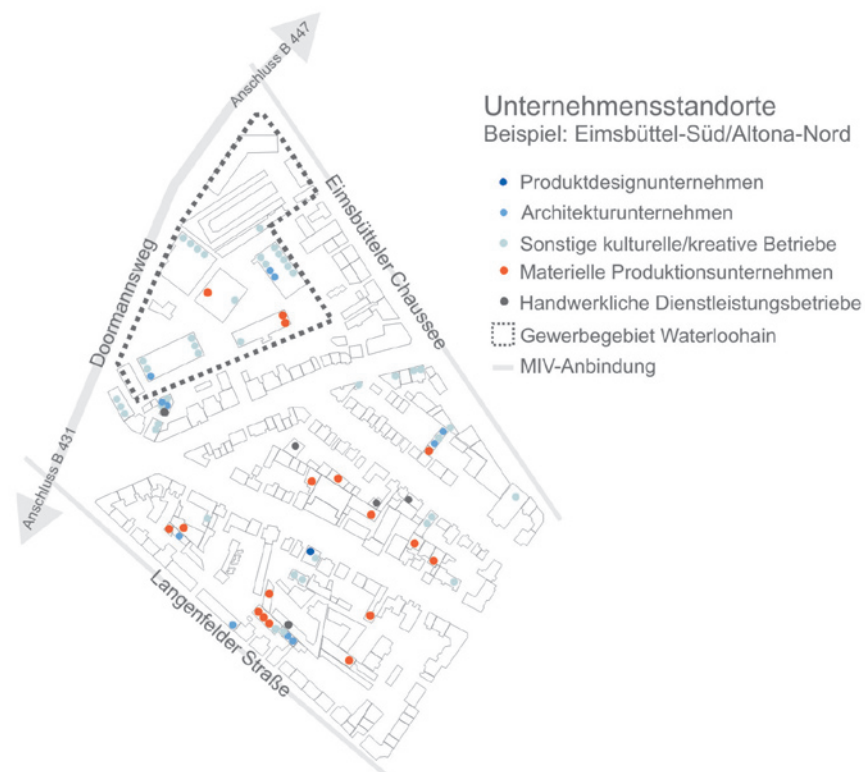 Anschluss B 447
Unternehmensstandorte
Beispiel: Eimsbüttel-Süd/Altona-Nord
Produktdesignunternehmen
Architekturunternehmen
Sonstige kulturelle/kreative Betriebe
Materielle Produktionsunternehmen
Handwerkliche Dienstleistungsbetriebe
Gewerbegebiet Waterloohain
MIV-Anbindung
Eimsbütteler Chaussee
Doormannsweg
Anschluss B 431
Langenfelder Straße